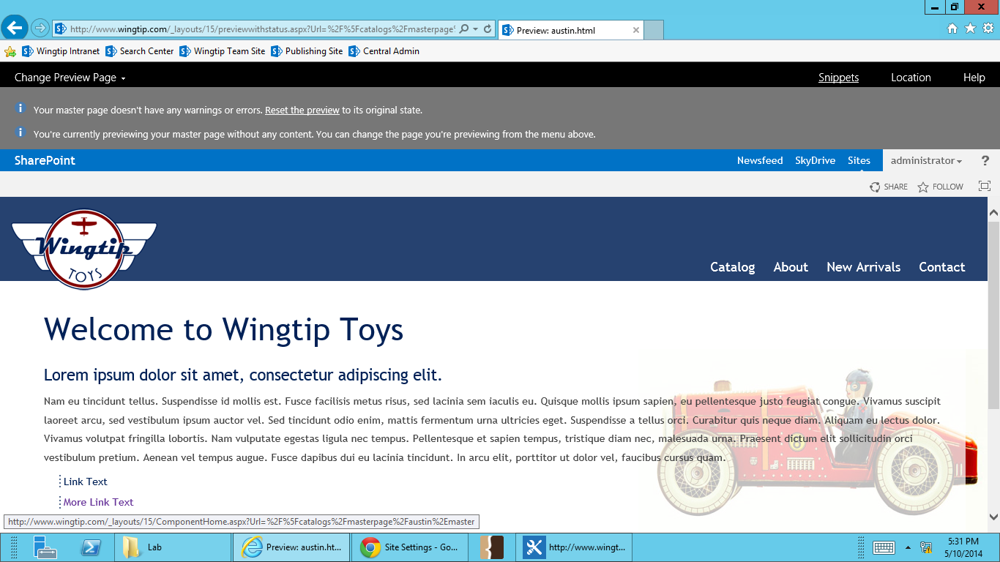 http://www.wingtip.com/_layouts/15/previewwithstatus.aspx?Url=%2F%5Fcatalogs%2Fmasterpage%
Preview: austin.html
Wingtip Intranet Search Center Wingtip Team Site Publishing Site Central Admin
Change Preview Page Snippets Location Help
Your master page doesn't have any warnings or errors. Reset the preview to its original state.
You're currently previewing your master page without any content. You can change the page you're previewing from the menu above.
SharePoint Newsfeed SkyDrive Sites administrator ?
SHARE FOLLOW
Wingtip
TOYS
Catalog About New Arrivals Contact
Welcome to Wingtip Toys
Lorem ipsum dolor sit amet, consectetur adipiscing elit.
Nam eu tincidunt tellus. Suspendisse id mollis est. Fusce facilisis metus risus, sed lacinia sem iaculis eu. Quisque mollis ipsum sapien, eu pellentesque justo feugiat congue. Vivamus suscipit
laoreet arcu, sed vestibulum ipsum auctor vel. Sed tincidunt odio enim, mattis fermentum urna ultricies eget. Suspendisse a tellus orci. Curabitur quis neque diam. Aliquam eu lectus dolor.
Vivamus volutpat fringilla lobortis. Nam vulputate egestas ligula nec tempus. Pellentesque et sapien tempus, tristique diam nec, malesuada urna. Praesent dictum elit sollicitudin orci
vestibulum pretium. Aenean vel tempus augue. Fusce dapibus dui eu lacinia tincidunt. In arcu elit, porttitor ut dolor vel, faucibus cursus quam.
8
Link Text
More Link Text
http://www.wingtip.com/_layouts/15/ComponentHome.aspx?Url=%2F%5Fcatalogs%2Fmasterpage%2Faustin%2Emaster
Lab Preview: austin.ht... Site Settings - Go... http://www.wingt...
5:31 PM
5/10/2014